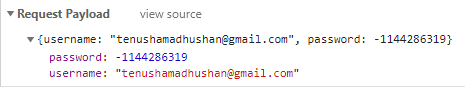 Request Payload view source
{username: "tenushamadhushan@gmail.com", password: -1144286319}
password: -1144286319
username: "tenushamadhushan@gmail.com"